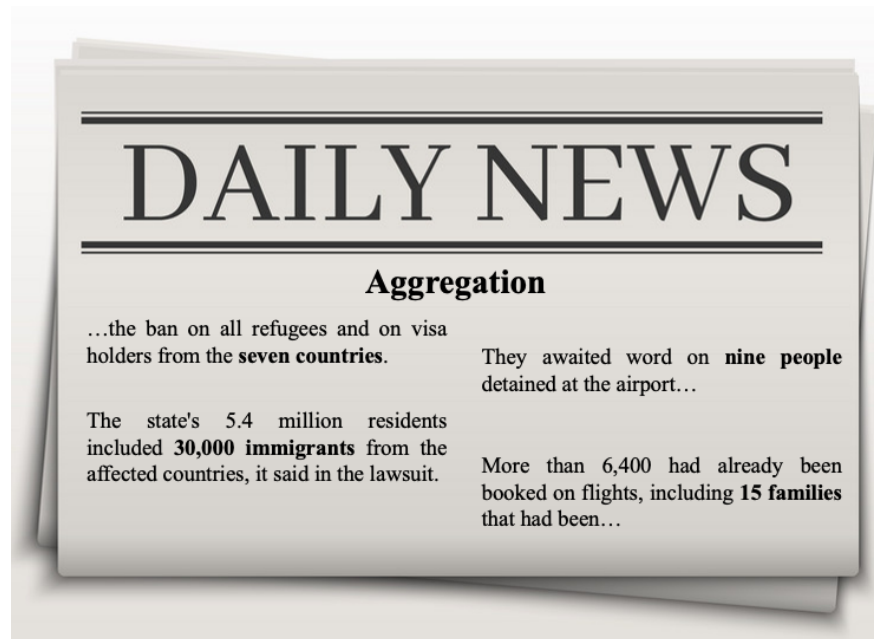 DAILY NEWS
Aggregation
…the ban on all refugees and on visa
holders from the seven countries.
The state's 5.4 million residents
included 30,000 immigrants from the
affected countries, it said in the lawsuit.
They awaited word on nine people
detained at the airport…
More than 6,400 had already been
booked on flights, including 15 families
that had been…